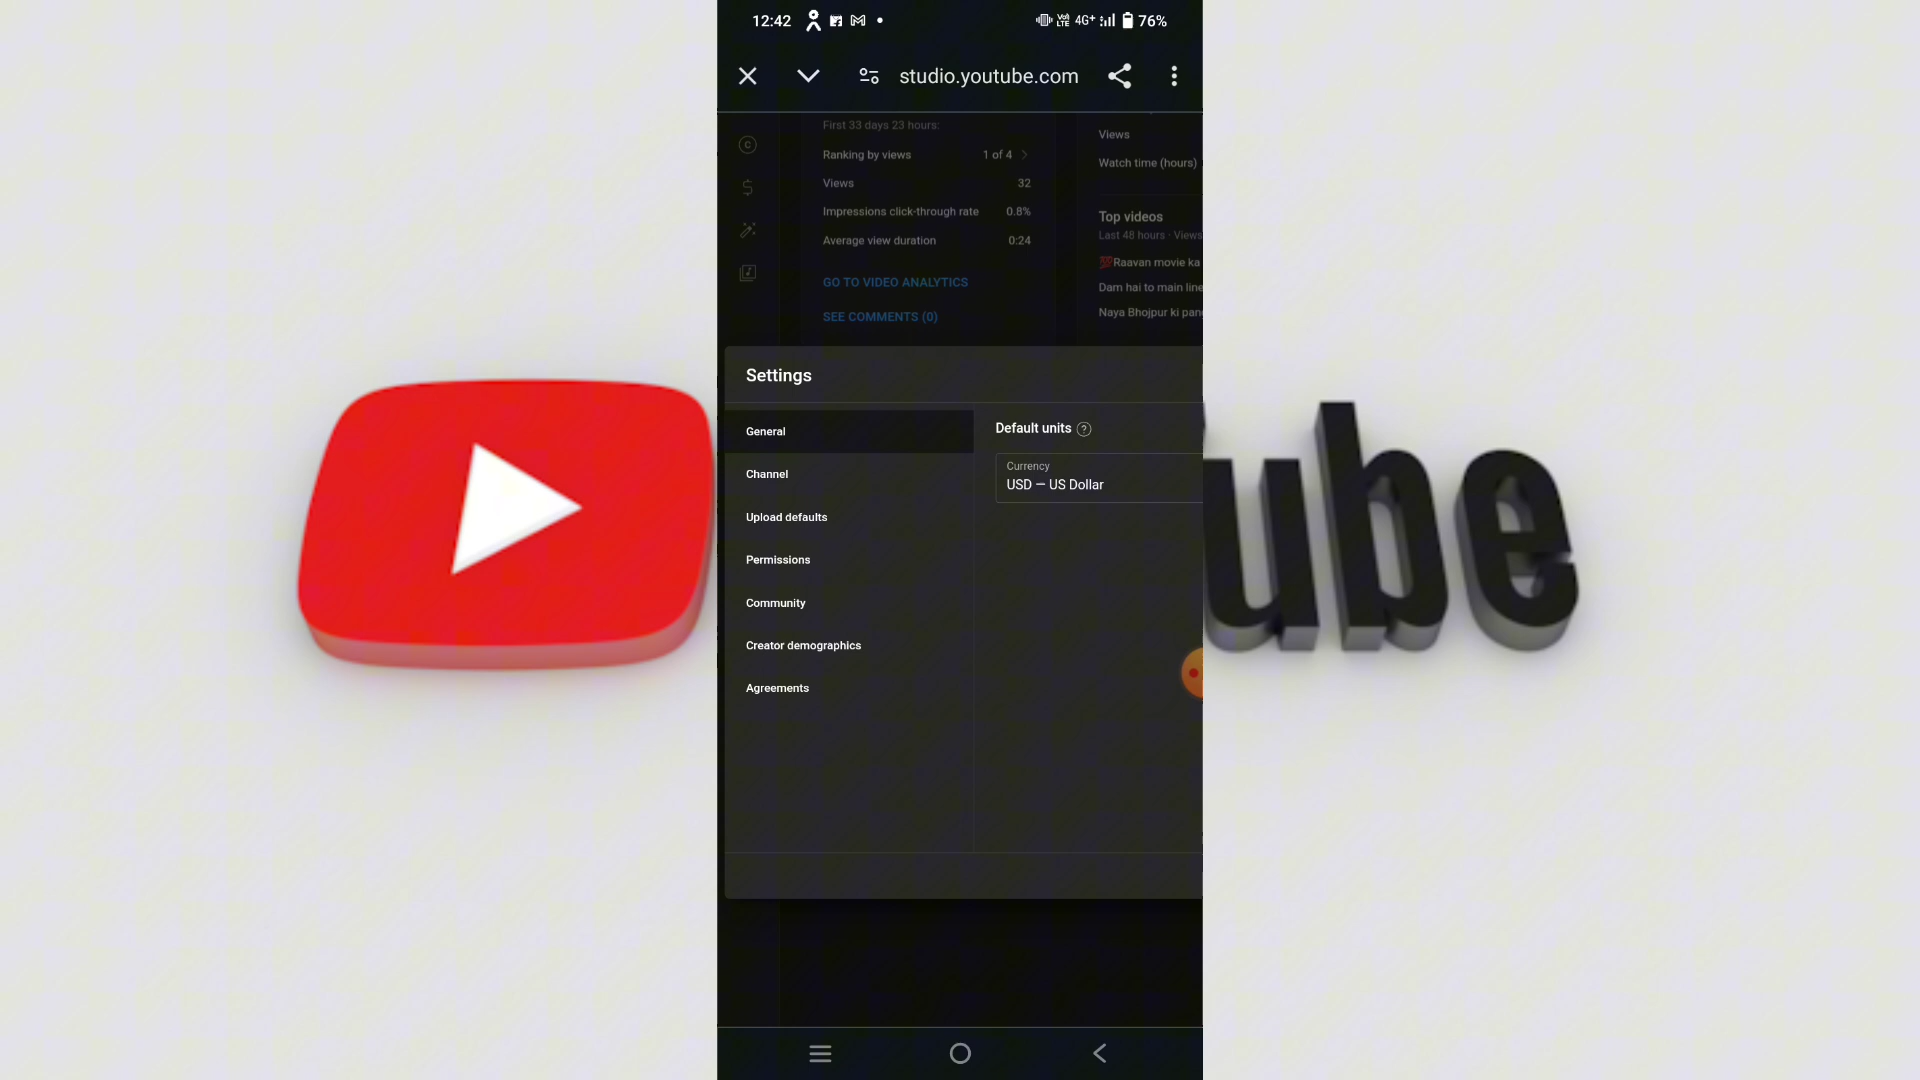 12:42
Vo)) LTE 4G+ 76%
studio.youtube.com
First 33 days 23 hours:
Ranking by views 1 of 4
Views 32
Impressions click-through rate 0.8%
Average view duration 0:24
GO TO VIDEO ANALYTICS
SEE COMMENTS (0)
Views
Watch time (hours)
Top videos
Last 48 hours · Views
💯Raavan movie ka
Dam hai to main line
Naya Bhojpur ki pan
Settings
General
Channel
Upload defaults
Permissions
Community
Creator demographics
Agreements
Default units ?
Currency
USD — US Dollar
ube